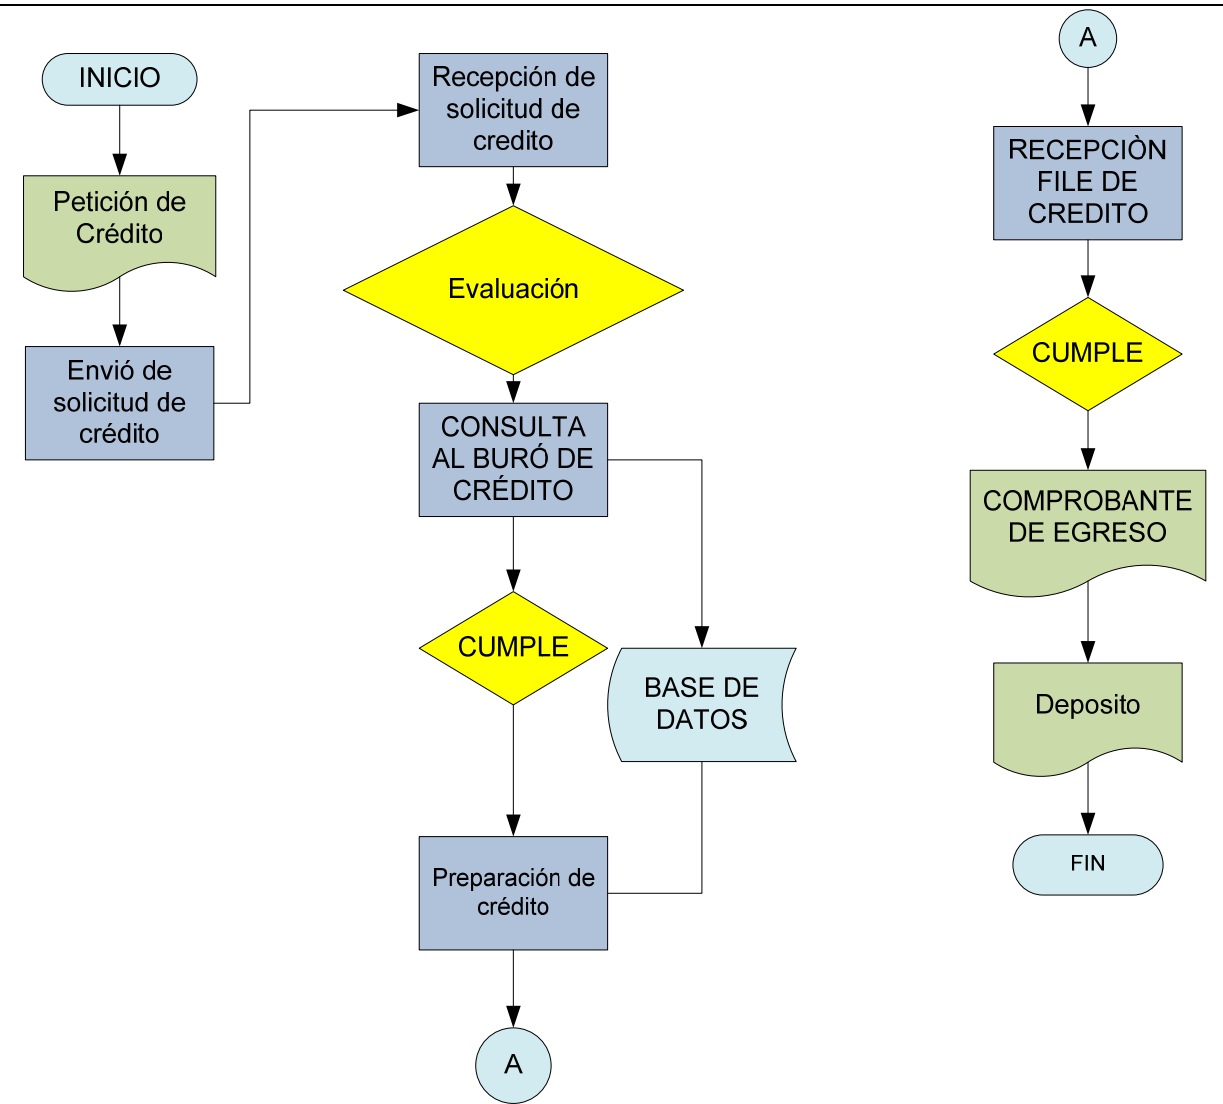 INICIO
Petición de
Crédito
Envió de
solicitud de
crédito
Recepción de
solicitud de
credito
Evaluación
CONSULTA
AL BURÓ DE
CRÉDITO
CUMPLE
BASE DE
DATOS
Preparación de
crédito
A
A
RECEPCIÒN
FILE DE
CREDITO
CUMPLE
COMPROBANTE
DE EGRESO
Deposito
FIN